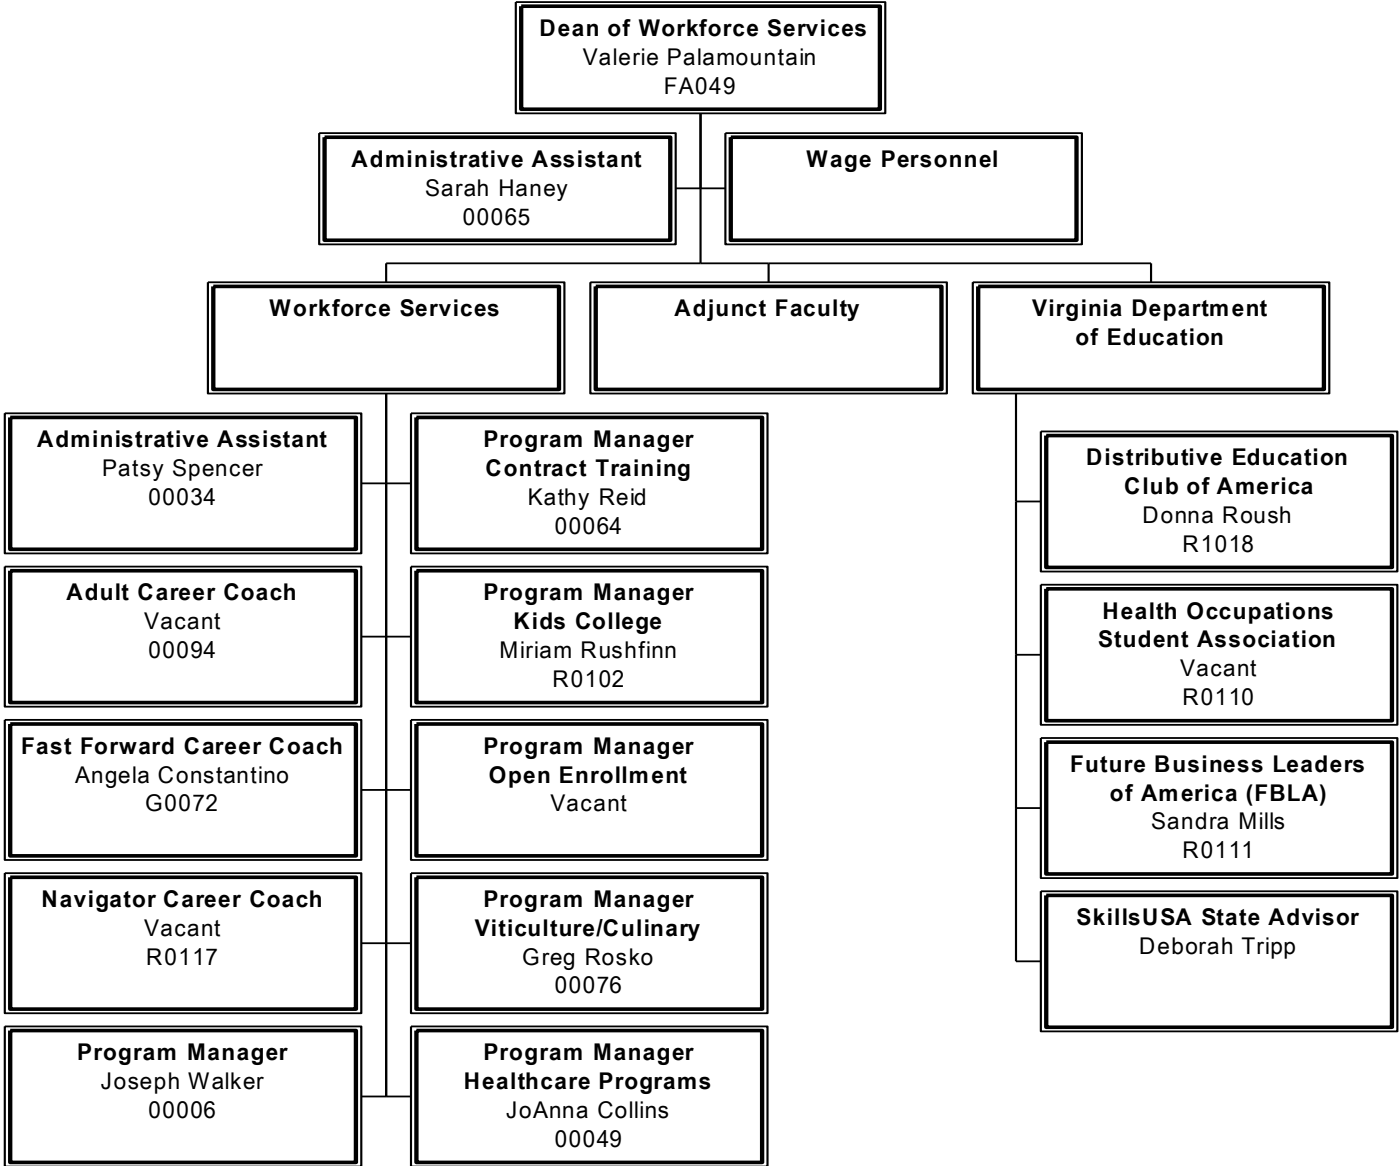 Dean of Workforce Services
Valerie Palamountain
FA049
Administrative Assistant
Sarah Haney
00065
Wage Personnel
Workforce Services
Adjunct Faculty
Virginia Department
of Education
Administrative Assistant
Patsy Spencer
00034
Program Manager
Contract Training
Kathy Reid
00064
Adult Career Coach
Vacant
00094
Program Manager
Kids College
Miriam Rushfinn
R0102
Fast Forward Career Coach
Angela Constantino
G0072
Program Manager
Open Enrollment
Vacant
Navigator Career Coach
Vacant
R0117
Program Manager
Viticulture/Culinary
Greg Rosko
00076
Program Manager
Joseph Walker
00006
Program Manager
Healthcare Programs
JoAnna Collins
00049
Distributive Education
Club of America
Donna Roush
R1018
Health Occupations
Student Association
Vacant
R0110
Future Business Leaders
of America (FBLA)
Sandra Mills
R0111
SkillsUSA State Advisor
Deborah Tripp